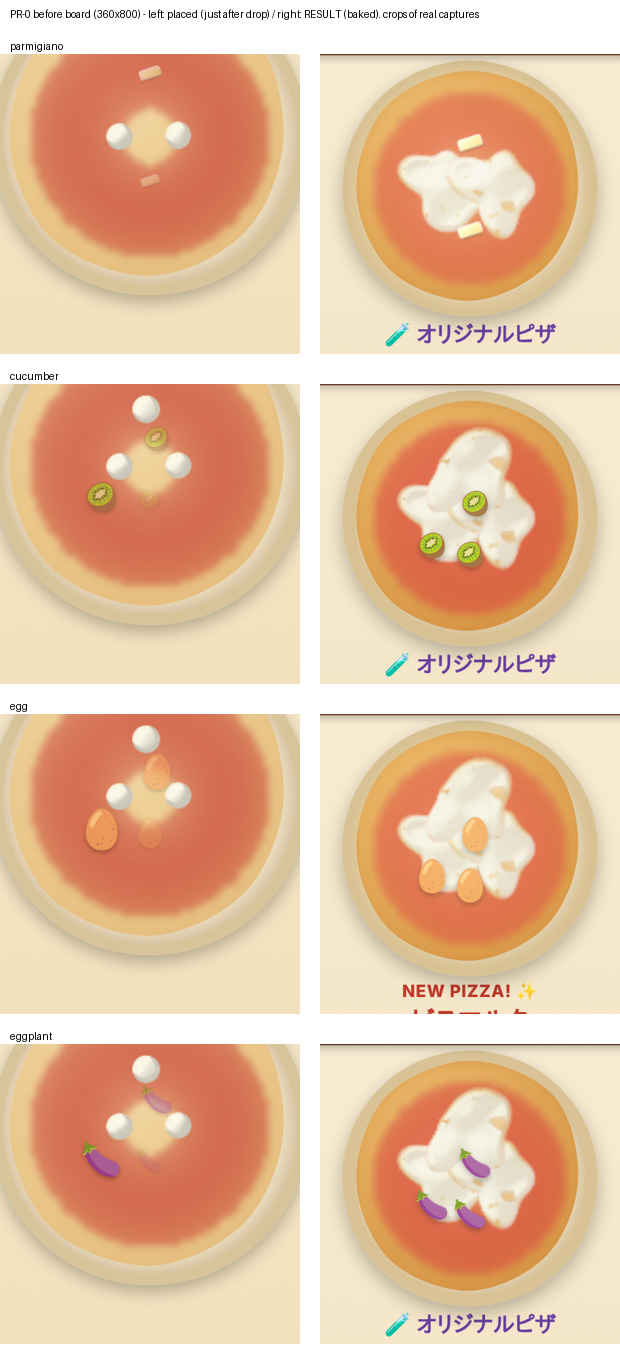 PR-0 before board (360x800) - left: placed (just after drop) / right: RESULT (baked). crops of real captures
parmigiano
オリジナルピザ
cucumber
オリジナルピザ
egg
NEW PIZZA! ✨
eggplant
オリジナルピザ